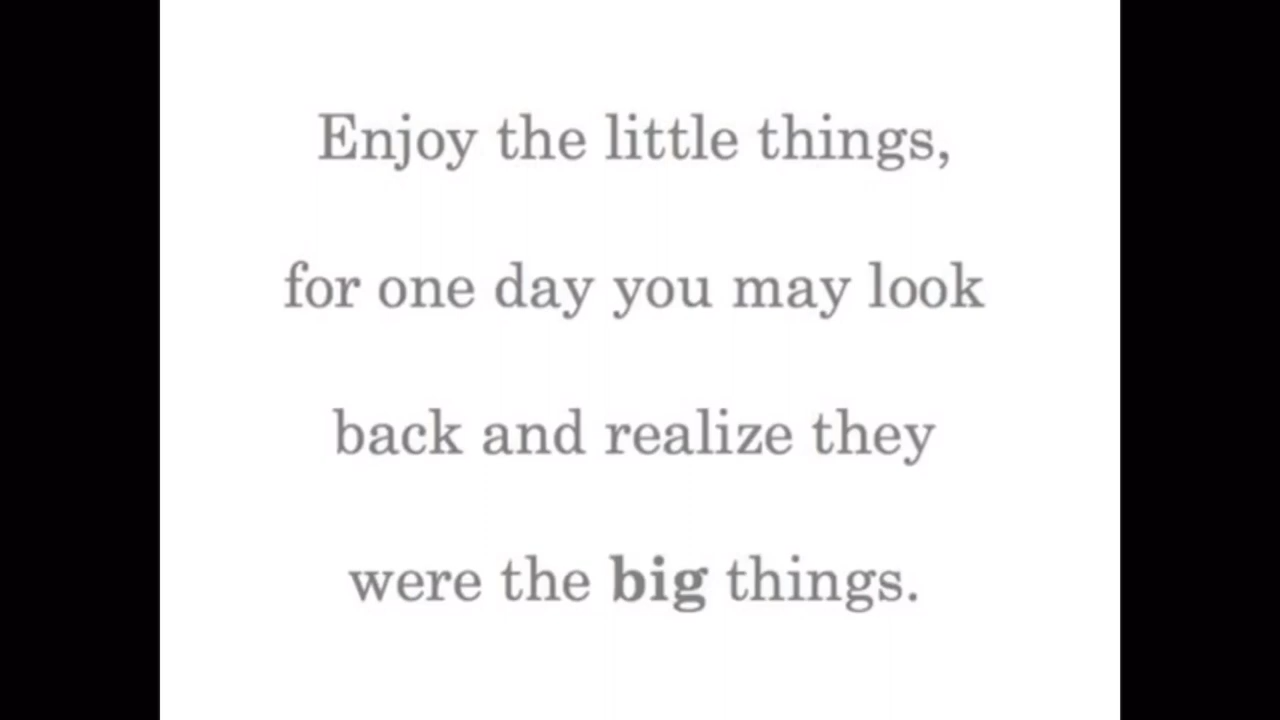 Enjoy the little things,
for one day you may look
back and realize they
were the big things.